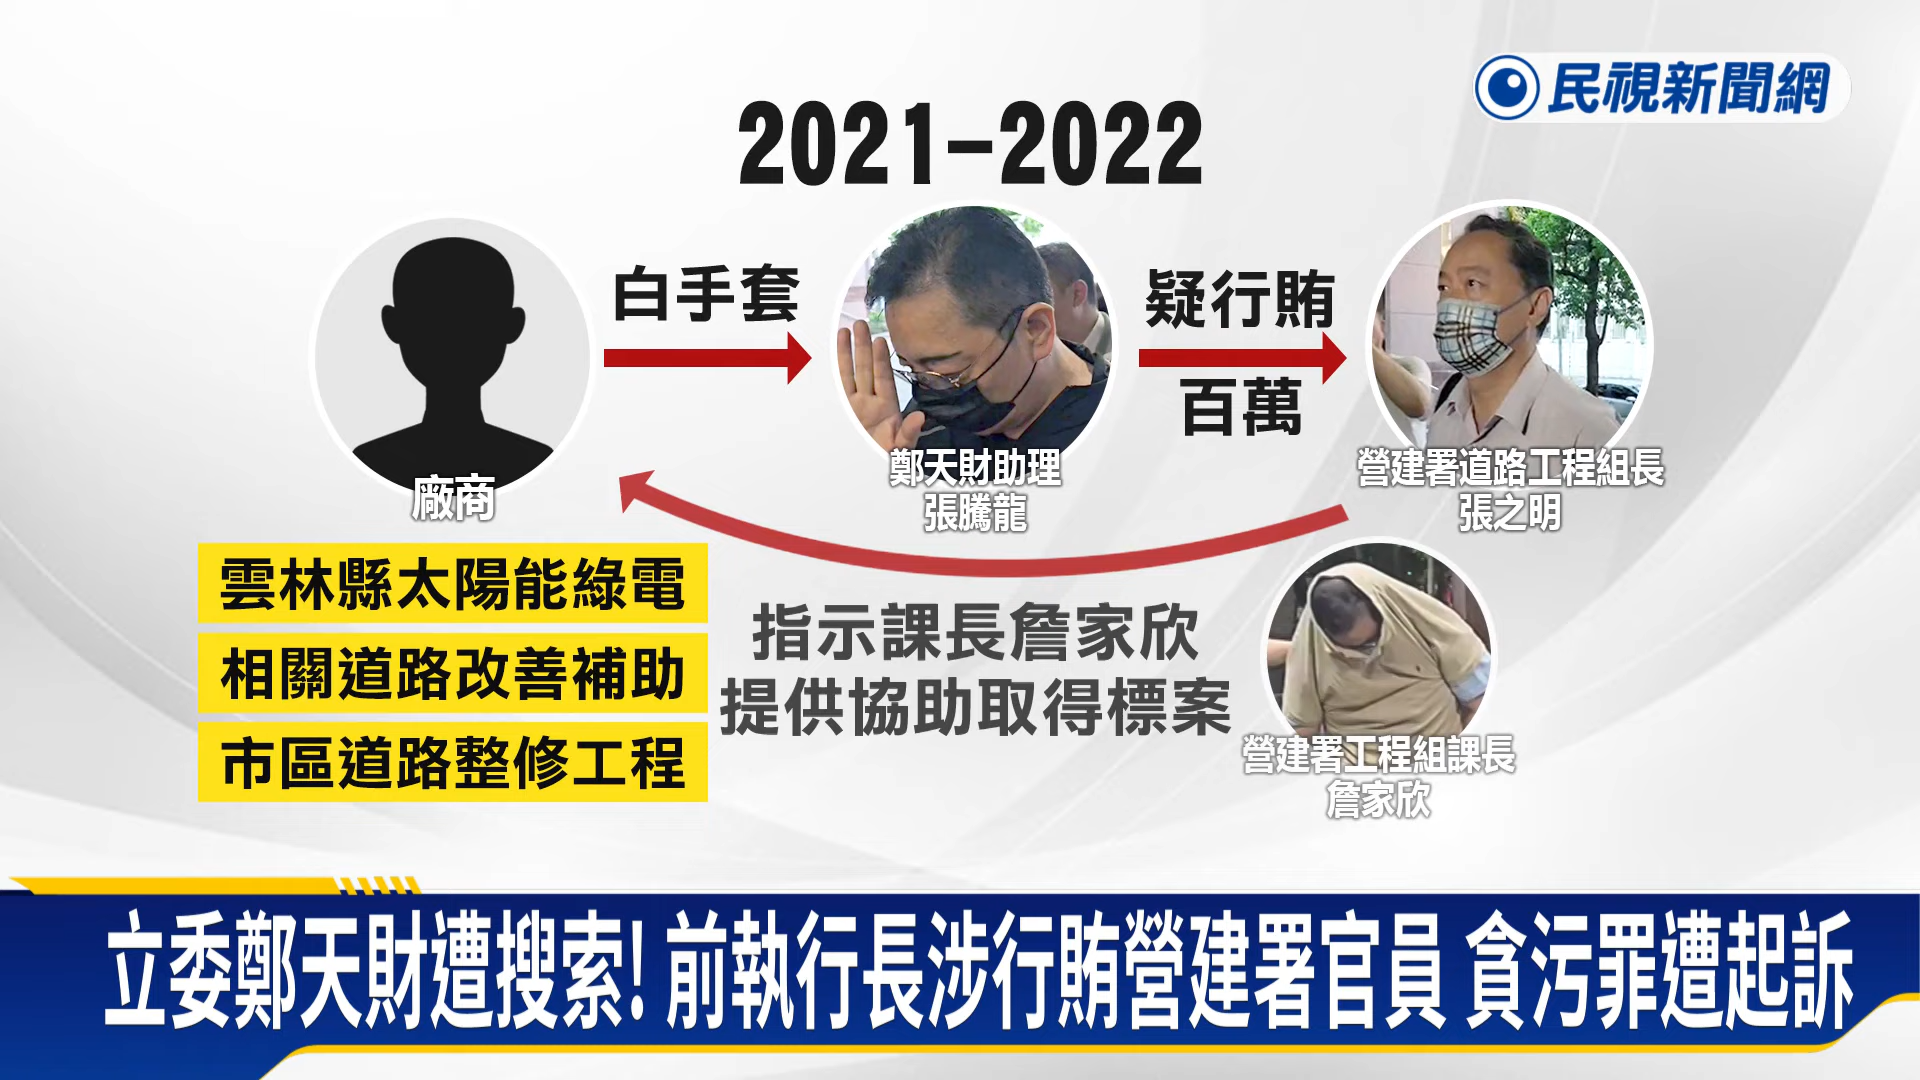 民視新聞網
2021-2022
白手套
疑行賄
百萬
廠商
鄭天財助理
張騰龍
營建署道路工程組長
張之明
雲林縣太陽能綠電
相關道路改善補助
市區道路整修工程
指示課長詹家欣
提供協助取得標案
營建署工程組課長
詹家欣
立委鄭天財遭搜索! 前執行長涉行賄營建署官員 貪污罪遭起訴